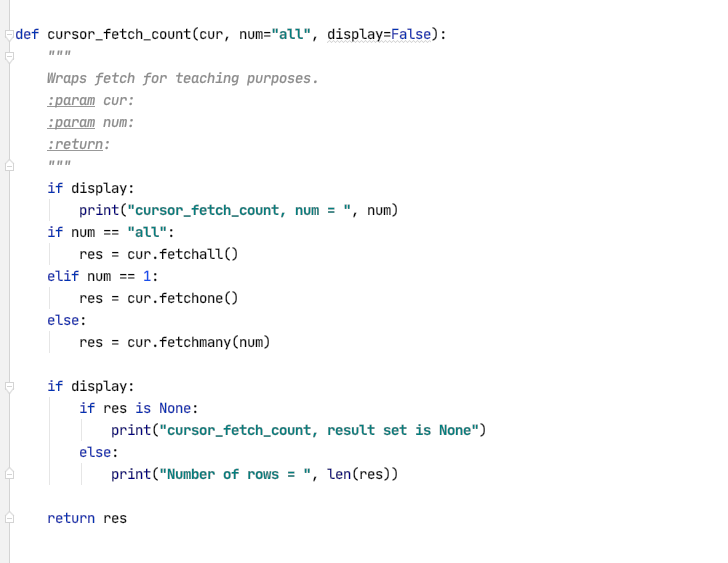 def cursor_fetch_count(cur, num="all", display=False):
    """
    Wraps fetch for teaching purposes.
    :param cur:
    :param num:
    :return:
    """
    if display:
        print("cursor_fetch_count, num = ", num)
    if num == "all":
        res = cur.fetchall()
    elif num == 1:
        res = cur.fetchone()
    else:
        res = cur.fetchmany(num)

    if display:
        if res is None:
            print("cursor_fetch_count, result set is None")
        else:
            print("Number of rows = ", len(res))

    return res